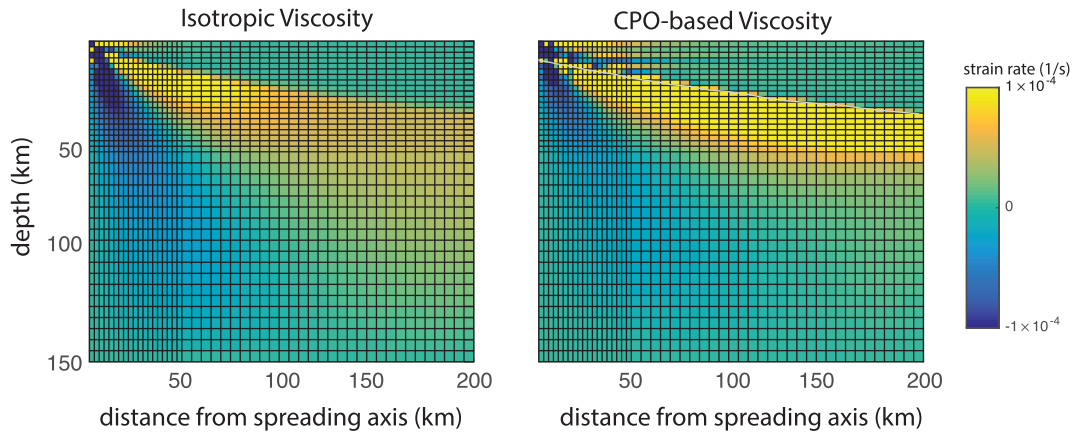 Isotropic Viscosity
CPO-based Viscosity
strain rate (1/s)
1×10⁻⁴
0
-1×10⁻⁴
depth (km)
50
100
150
50
100
150
200
50
100
150
200
distance from spreading axis (km)
distance from spreading axis (km)